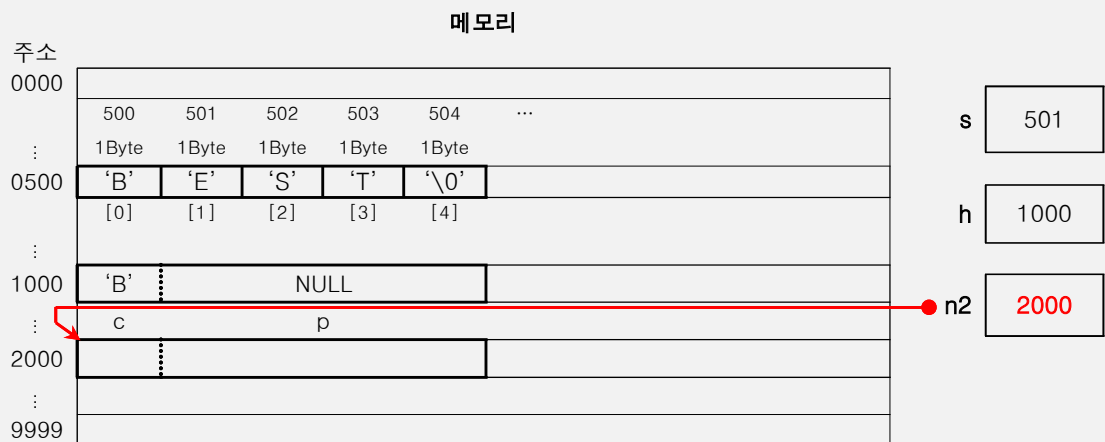 메모리
주소
0000
500 501 502 503 504 …
⋮ 1Byte 1Byte 1Byte 1Byte 1Byte
0500 ‘B’ ‘E’ ‘S’ ‘T’ ‘\0’
[0] [1] [2] [3] [4]
⋮
1000 ‘B’ NULL
⋮ c p
2000
⋮
9999
s 501
h 1000
n2 2000